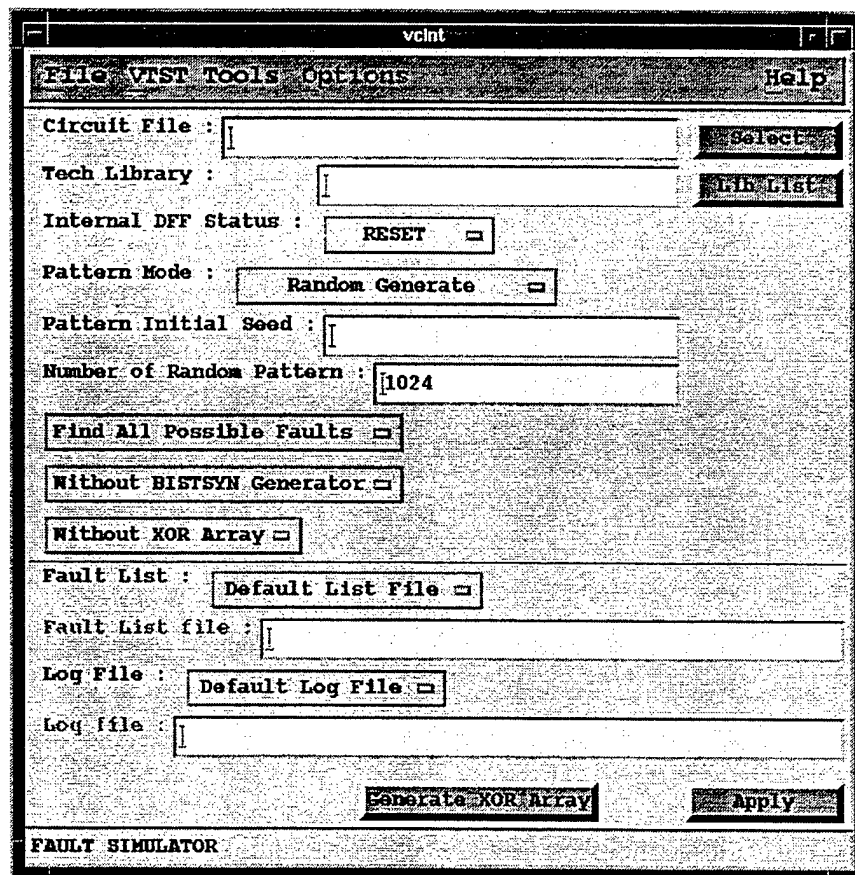 vcint
File VTST Tools Options Help
Circuit File : Select
Tech Library : Lib List
Internal DFF Status : RESET
Pattern Mode : Random Generate
Pattern Initial Seed :
Number of Random Pattern : 1024
Find All Possible Faults
Without BISTSYN Generator
Without XOR Array
Fault List : Default List File
Fault List file :
Log File : Default Log File
Log file :
Generate XOR Array Apply
FAULT SIMULATOR